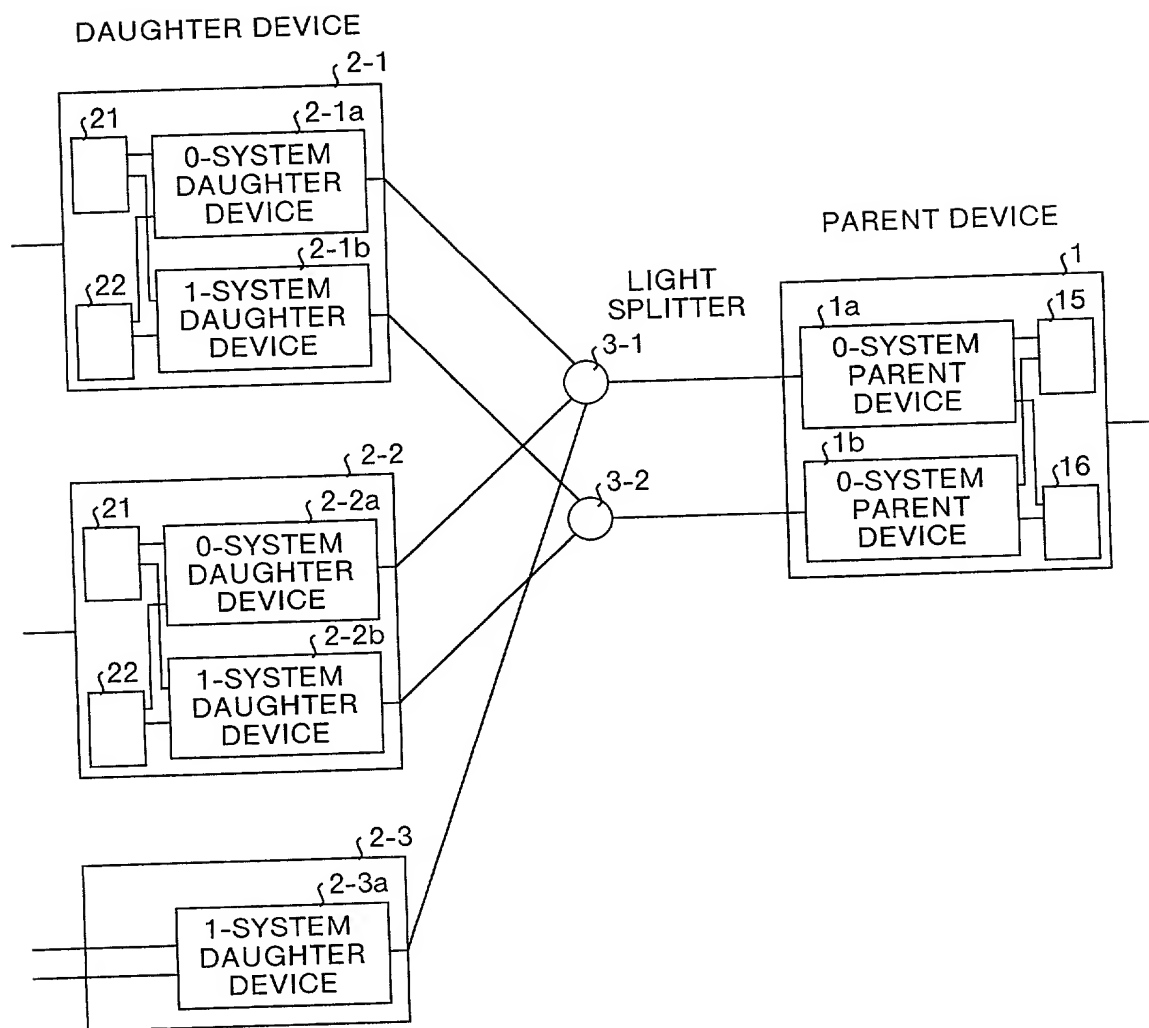 DAUGHTER DEVICE
2-1
21
2-1a
0-SYSTEM
DAUGHTER
DEVICE
2-1b
22
1-SYSTEM
DAUGHTER
DEVICE
PARENT DEVICE
1
LIGHT
SPLITTER
1a
15
0-SYSTEM
PARENT
DEVICE
3-1
1b
16
0-SYSTEM
PARENT
DEVICE
3-2
2-2
21
2-2a
0-SYSTEM
DAUGHTER
DEVICE
2-2b
22
1-SYSTEM
DAUGHTER
DEVICE
2-3
2-3a
1-SYSTEM
DAUGHTER
DEVICE